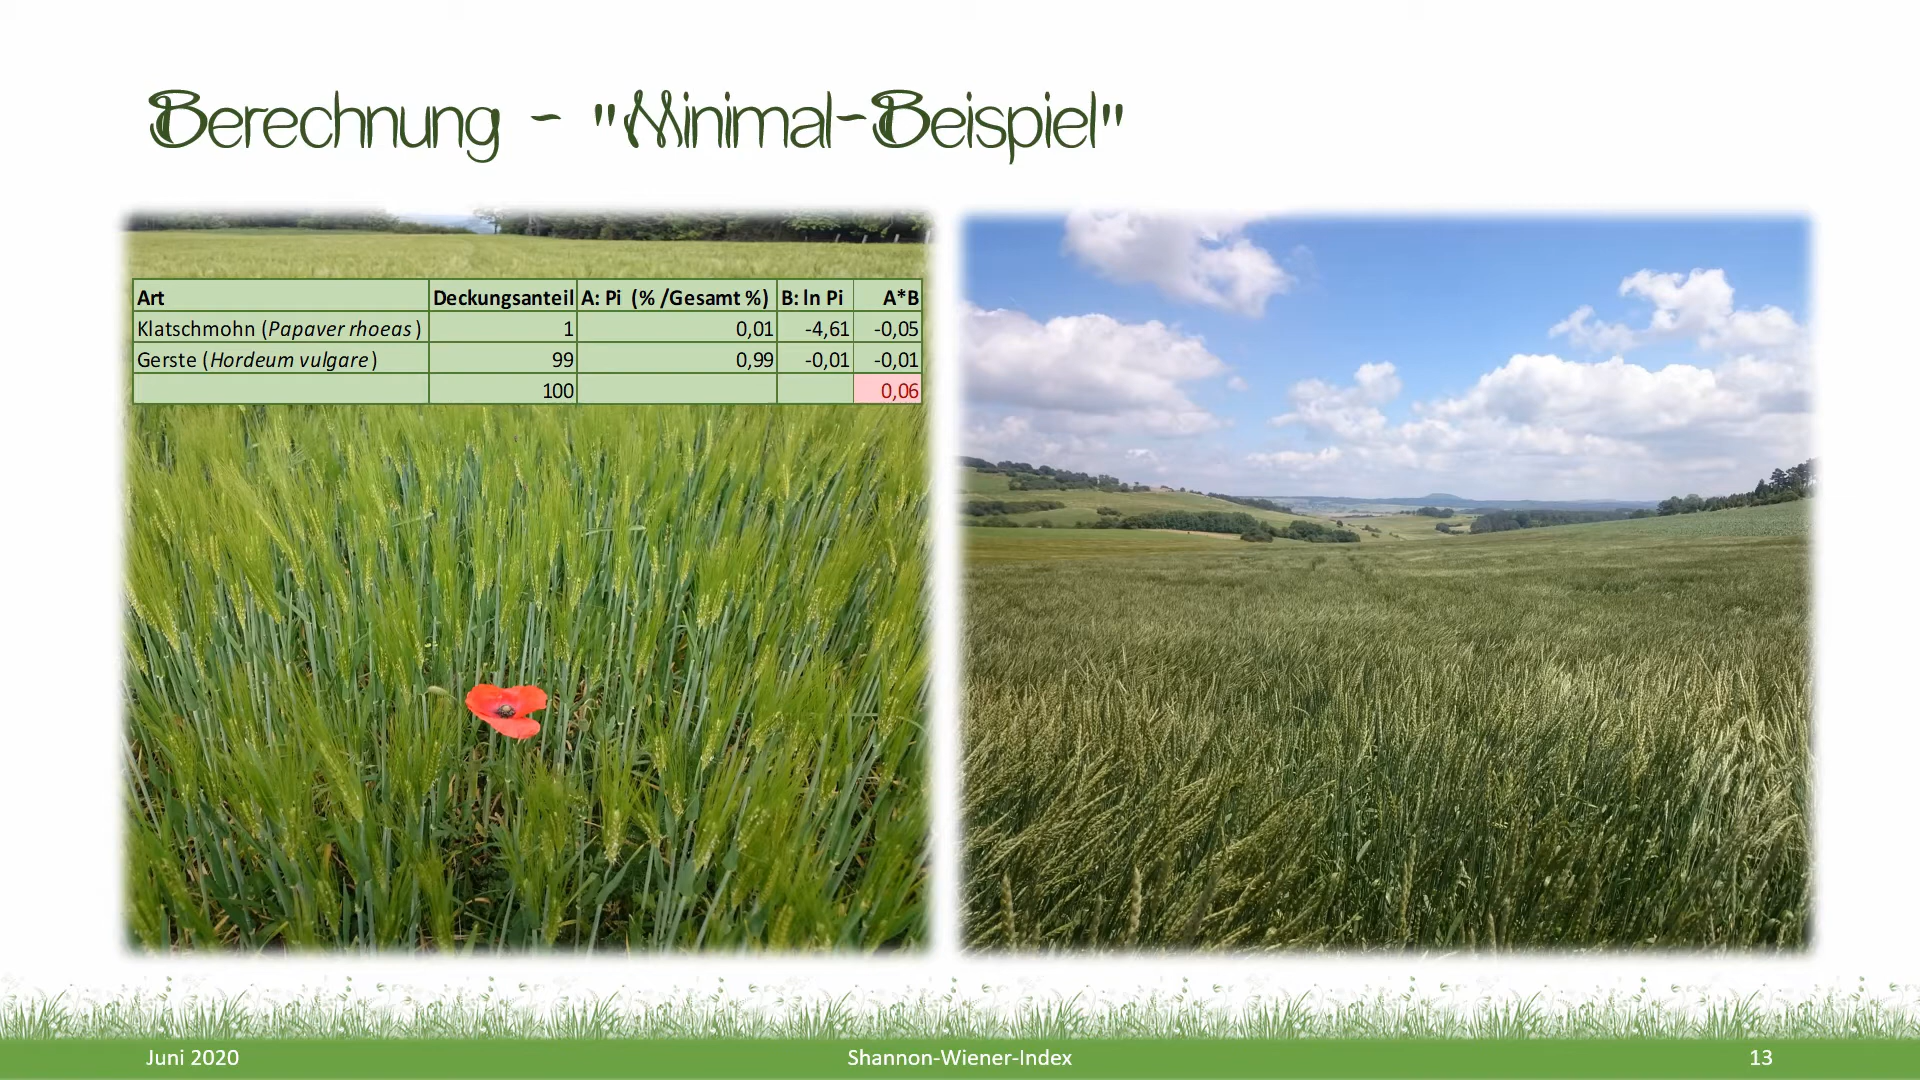 Berechnung - "Minimal-Beispiel"
Art Deckungsanteil A: Pi (% /Gesamt %) B: ln Pi A*B
Klatschmohn (Papaver rhoeas) 1 0,01 -4,61 -0,05
Gerste (Hordeum vulgare) 99 0,99 -0,01 -0,01
100 0,06
Juni 2020 Shannon-Wiener-Index 13